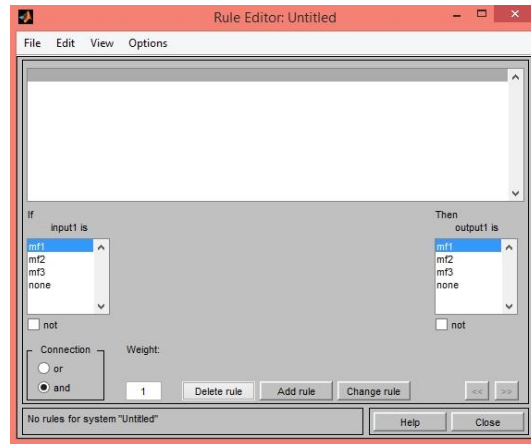 Rule Editor: Untitled
File Edit View Options
If
input1 is
Then
output1 is
mf1
mf2
mf3
none
mf1
mf2
mf3
none
not
not
Connection
or
and
Weight:
1
Delete rule
Add rule
Change rule
<<
>>
No rules for system "Untitled"
Help
Close